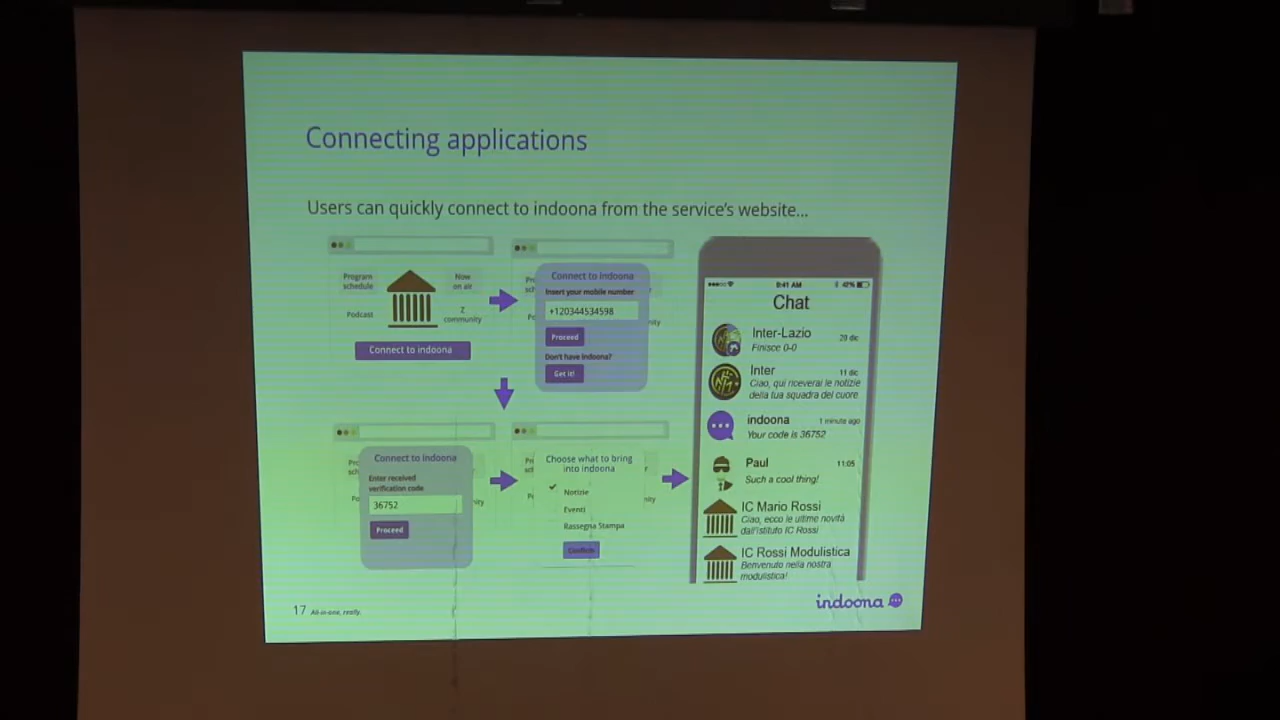 Connecting applications
Users can quickly connect to indoona from the service's website...
Program
schedule
Now
on air
Podcast
Z
community
Connect to indoona
Connect to indoona
Insert your mobile number
+120344534598
Proceed
Don't have indoona?
Get it!
Connect to indoona
Enter received
verification code
36752
Proceed
Choose what to bring
into indoona
Notizie
Eventi
Rassegna Stampa
Confirm
9:41 AM
42%
Chat
Inter-Lazio
29 dic
Finisce 0-0
Inter
11 dic
Ciao, qui riceverai le notizie
della tua squadra del cuore
indoona
1 minute ago
Your code is 36752
Paul
11:05
Such a cool thing!
IC Mario Rossi
Ciao, ecco le ultime novità
dall'istituto IC Rossi
IC Rossi Modulistica
Benvenuto nella nostra
modulistica!
17 All-in-one, really.
indoona